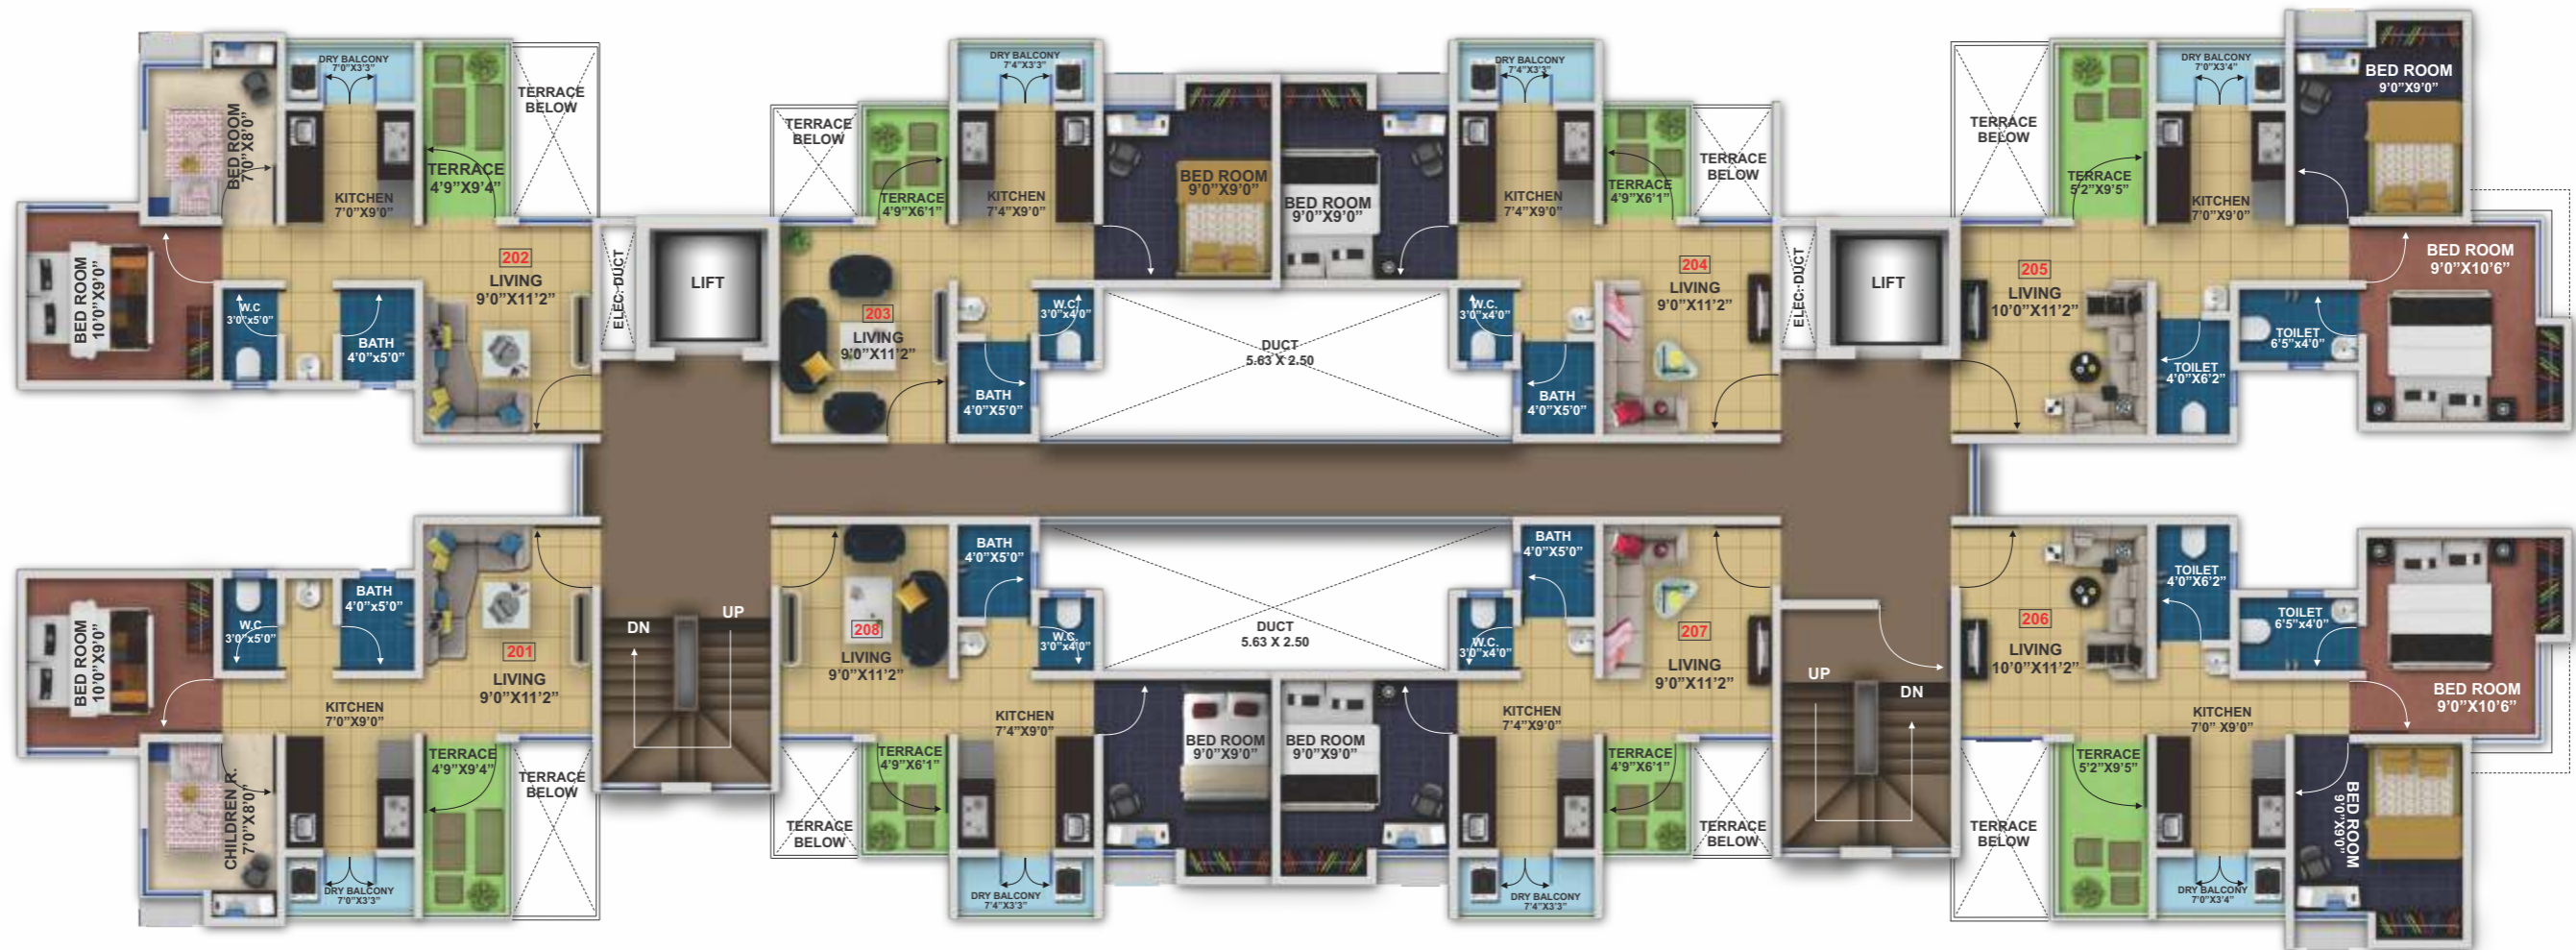 DRY BALCONY
7'0"X3'3"
BED ROOM
7'0"X8'0"
KITCHEN
7'0"X9'0"
TERRACE
4'9"X9'4"
TERRACE
BELOW
BED ROOM
10'0"X9'0"
W.C
3'0"x5'0"
BATH
4'0"x5'0"
202
LIVING
9'0"X11'2"
ELEC. DUCT
LIFT
TERRACE
BELOW
TERRACE
4'9"X6'1"
DRY BALCONY
7'4"X3'3"
KITCHEN
7'4"X9'0"
BED ROOM
9'0"X9'0"
203
LIVING
9'0"X11'2"
W.C.
3'0"x4'0"
BATH
4'0"X5'0"
DUCT
5.63 X 2.50
BED ROOM
9'0"X9'0"
DRY BALCONY
7'4"X3'3"
KITCHEN
7'4"X9'0"
TERRACE
4'9"X6'1"
TERRACE
BELOW
W.C.
3'0"x4'0"
BATH
4'0"X5'0"
204
LIVING
9'0"X11'2"
ELEC. DUCT
LIFT
TERRACE
BELOW
TERRACE
5'2"X9'5"
DRY BALCONY
7'0"X3'4"
KITCHEN
7'0"X9'0"
BED ROOM
9'0"X9'0"
205
LIVING
10'0"X11'2"
TOILET
4'0"X6'2"
TOILET
6'5"x4'0"
BED ROOM
9'0"X10'6"
BED ROOM
10'0"X9'0"
W.C
3'0"x5'0"
BATH
4'0"x5'0"
201
LIVING
9'0"X11'2"
KITCHEN
7'0"X9'0"
CHILDREN R.
7'0"X8'0"
TERRACE
4'9"X9'4"
TERRACE
BELOW
DRY BALCONY
7'0"X3'3"
DN
UP
208
LIVING
9'0"X11'2"
BATH
4'0"X5'0"
W.C.
3'0"x4'0"
KITCHEN
7'4"X9'0"
TERRACE
4'9"X6'1"
TERRACE
BELOW
DRY BALCONY
7'4"X3'3"
BED ROOM
9'0"X9'0"
DUCT
5.63 X 2.50
BED ROOM
9'0"X9'0"
BATH
4'0"X5'0"
W.C.
3'0"x4'0"
207
LIVING
9'0"X11'2"
KITCHEN
7'4"X9'0"
TERRACE
4'9"X6'1"
TERRACE
BELOW
DRY BALCONY
7'4"X3'3"
UP
DN
206
LIVING
10'0"X11'2"
TOILET
4'0"X6'2"
TOILET
6'5"x4'0"
BED ROOM
9'0"X10'6"
KITCHEN
7'0" X9'0"
TERRACE
5'2"X9'5"
TERRACE
BELOW
DRY BALCONY
7'0"X3'4"
BED ROOM
9'0"X9'0"